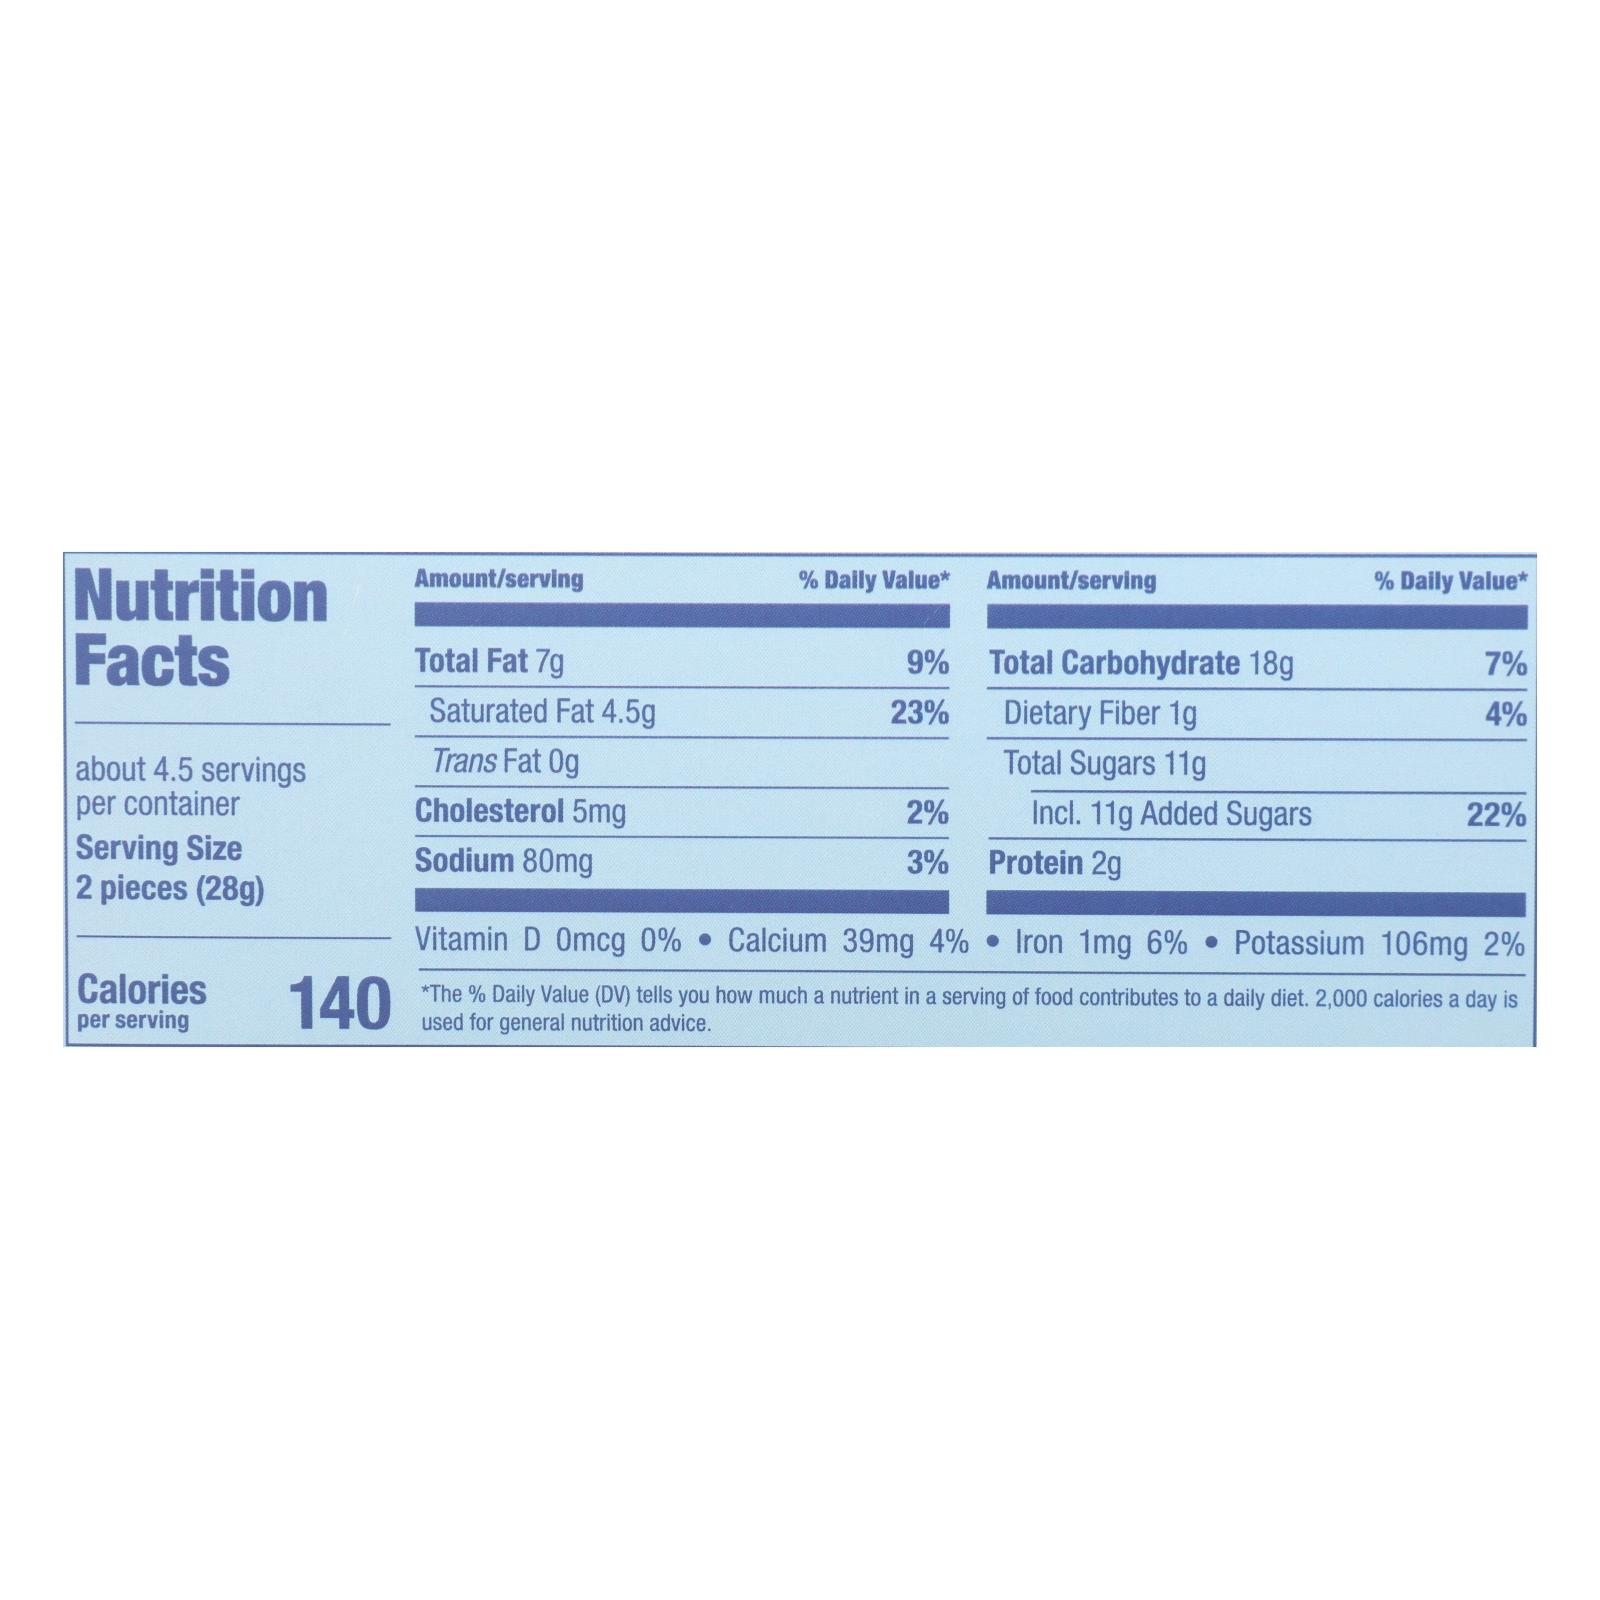 Nutrition
Facts
about 4.5 servings
per container
Serving Size
2 pieces (28g)
Calories
per serving
140
Amount/serving % Daily Value*
Total Fat 7g 9%
Saturated Fat 4.5g 23%
Trans Fat 0g
Cholesterol 5mg 2%
Sodium 80mg 3%
Amount/serving % Daily Value*
Total Carbohydrate 18g 7%
Dietary Fiber 1g 4%
Total Sugars 11g
Incl. 11g Added Sugars 22%
Protein 2g
Vitamin D 0mcg 0% • Calcium 39mg 4% • Iron 1mg 6% • Potassium 106mg 2%
*The % Daily Value (DV) tells you how much a nutrient in a serving of food contributes to a daily diet. 2,000 calories a day is
used for general nutrition advice.